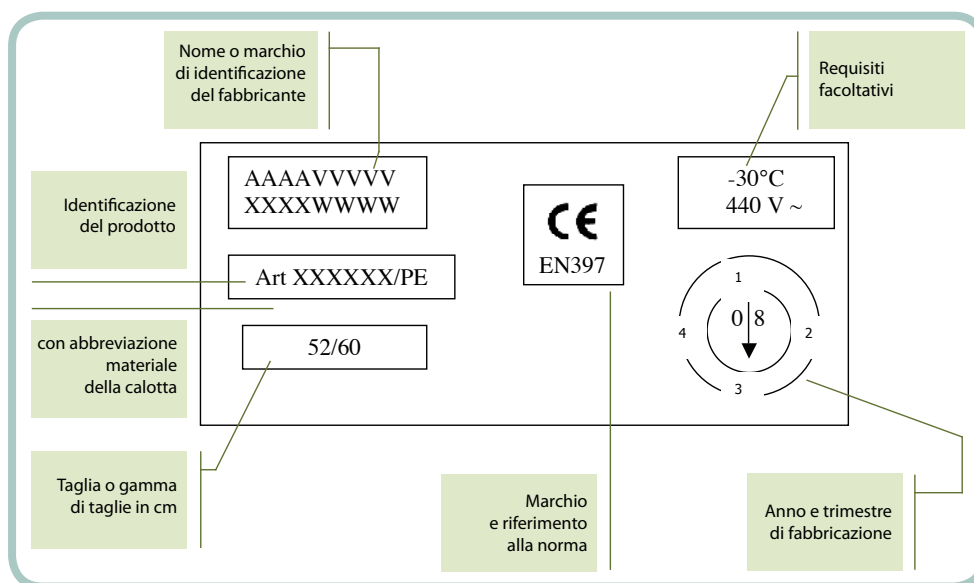 Nome o marchio
di identificazione
del fabbricante
Requisiti
facoltativi
AAAAVVVVV
XXXXWWWW
-30°C
440 V ~
Identificazione
del prodotto
CE
EN397
Art XXXXXX/PE
1
0 8
4
2
3
con abbreviazione
materiale
della calotta
52/60
Taglia o gamma
di taglie in cm
Marchio
e riferimento
alla norma
Anno e trimestre
di fabbricazione